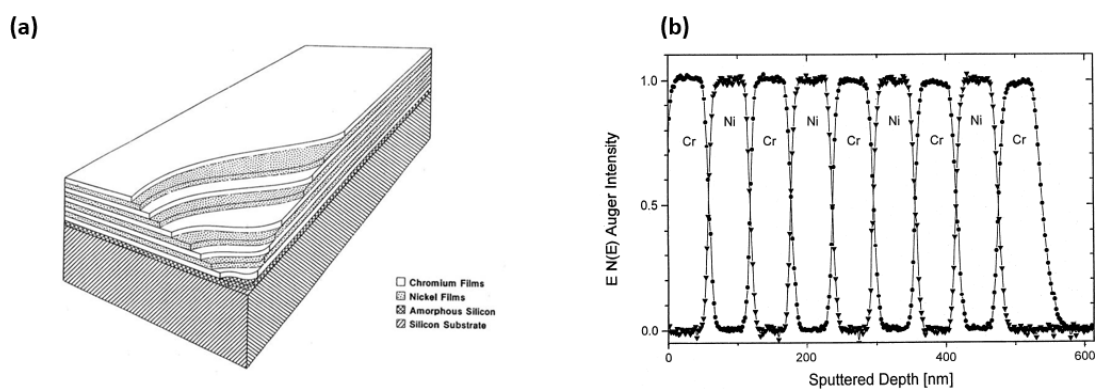 (a)
Chromium Films
Nickel Films
Amorphous Silicon
Silicon Substrate
(b)
E N(E) Auger Intensity
1.0
0.5
0.0
Cr
Ni
Cr
Ni
Cr
Ni
Cr
Ni
Cr
0
200
400
600
Sputtered Depth [nm]